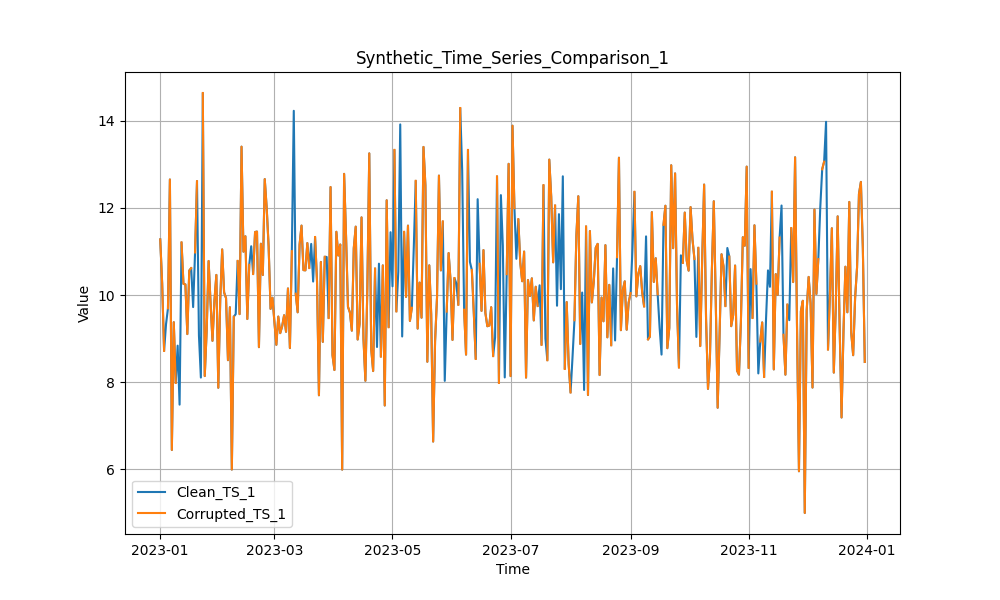 Synthetic_Time_Series_Comparison_1
Value
14
12
10
8
6
Clean_TS_1
Corrupted_TS_1
2023-01 2023-03 2023-05 2023-07 2023-09 2023-11 2024-01
Time